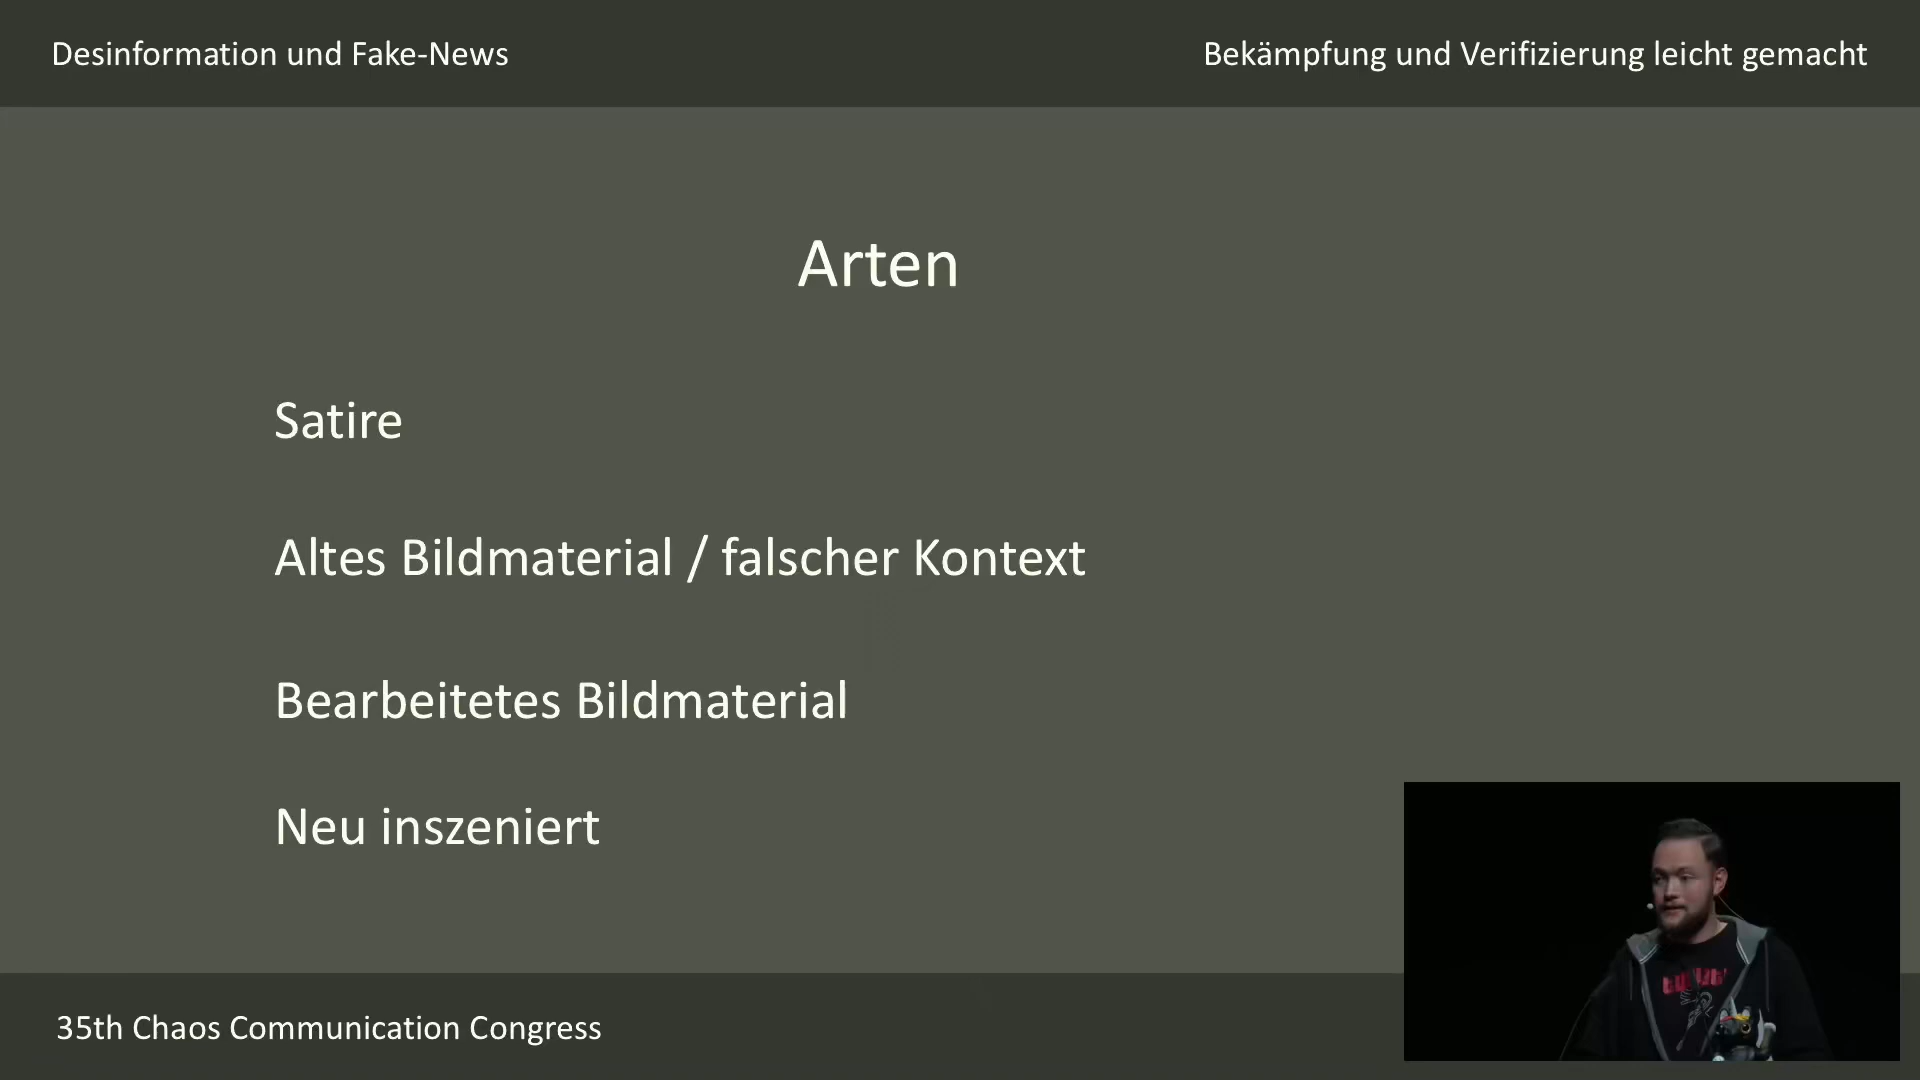 Desinformation und Fake-News
Bekämpfung und Verifizierung leicht gemacht
Arten
Satire
Altes Bildmaterial / falscher Kontext
Bearbeitetes Bildmaterial
Neu inszeniert
35th Chaos Communication Congress